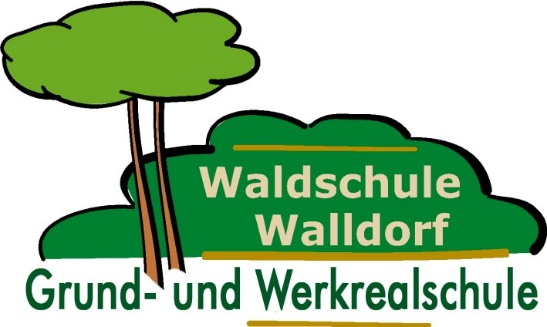 Waldschule
Walldorf
Grund- und Werkrealschule